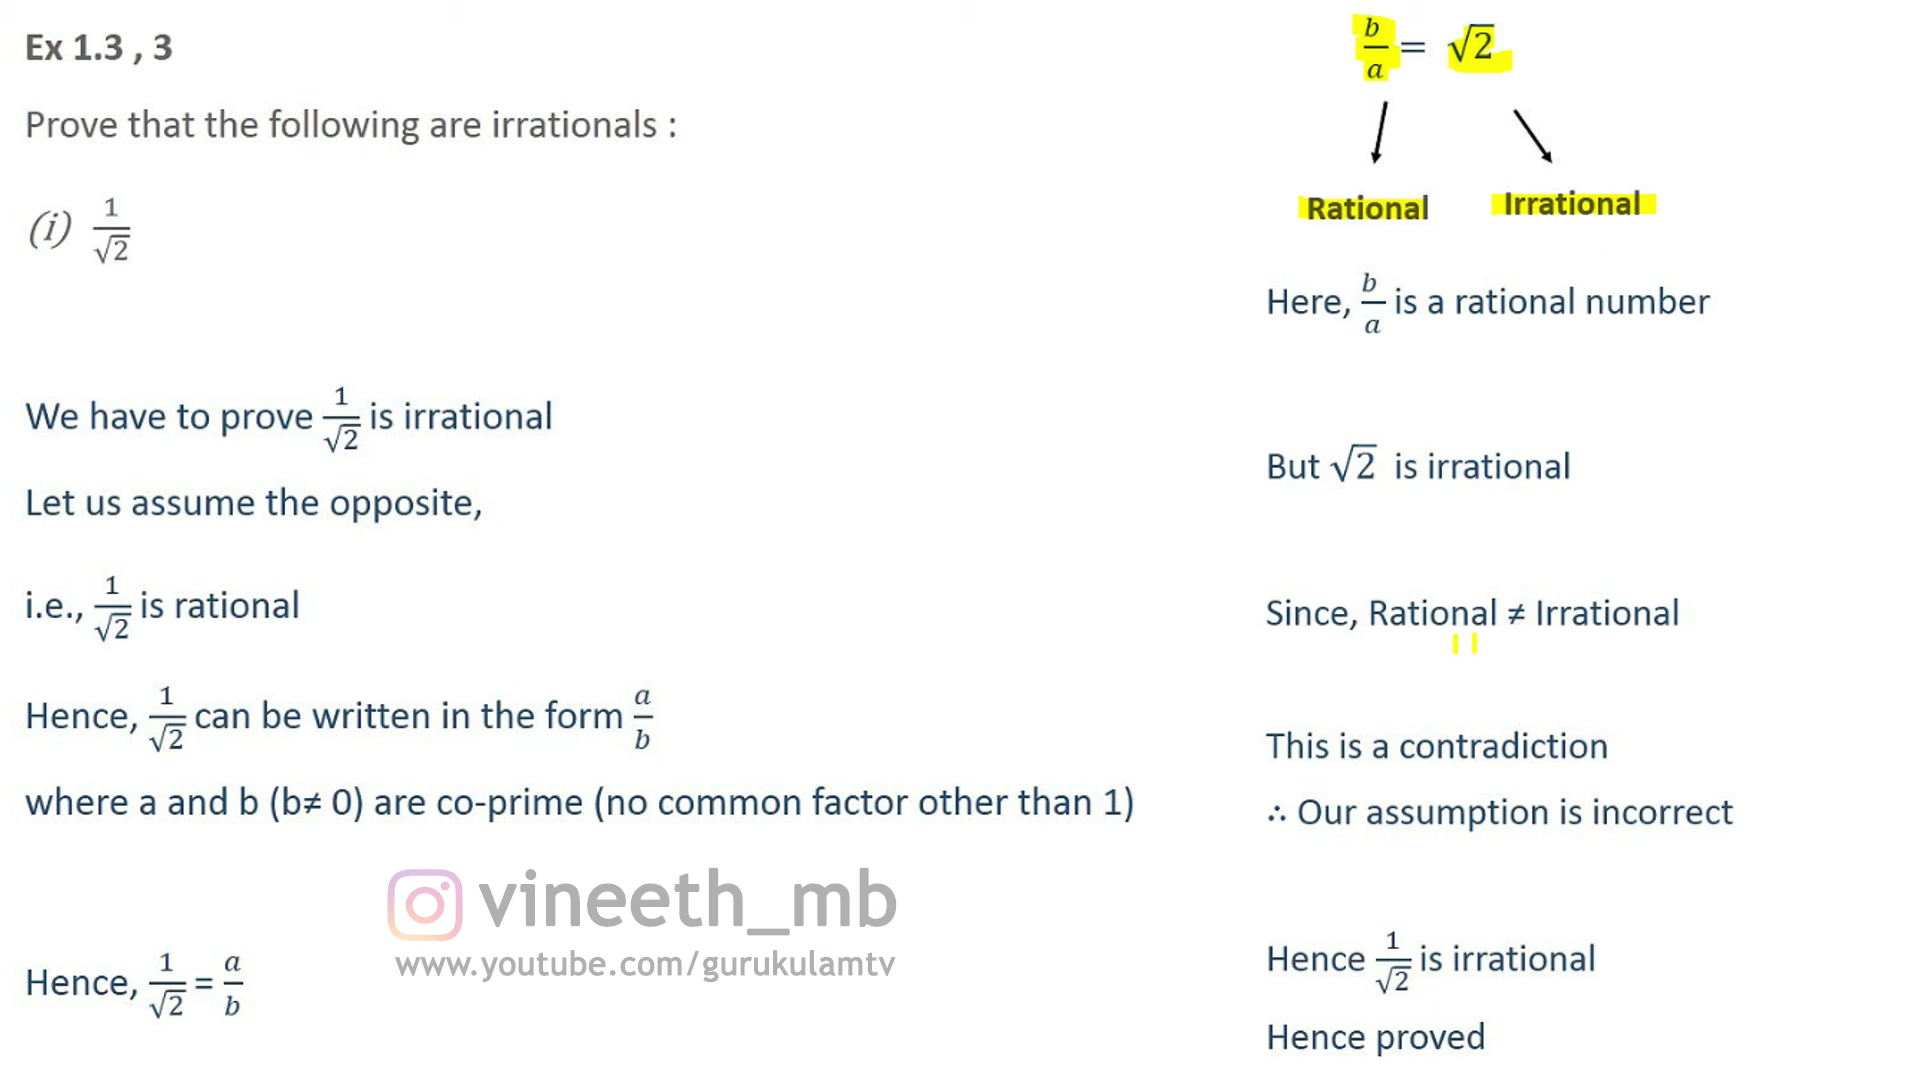 Ex 1.3 , 3
Prove that the following are irrationals :
(i) 1/√2
We have to prove 1/√2 is irrational
Let us assume the opposite,
i.e., 1/√2 is rational
Hence, 1/√2 can be written in the form a/b
where a and b (b≠ 0) are co-prime (no common factor other than 1)
Hence, 1/√2 = a/b
b/a = √2
Rational Irrational
Here, b/a is a rational number
But √2 is irrational
Since, Rational ≠ Irrational
This is a contradiction
∴ Our assumption is incorrect
Hence 1/√2 is irrational
Hence proved
vineeth_mb
www.youtube.com/gurukulamtv